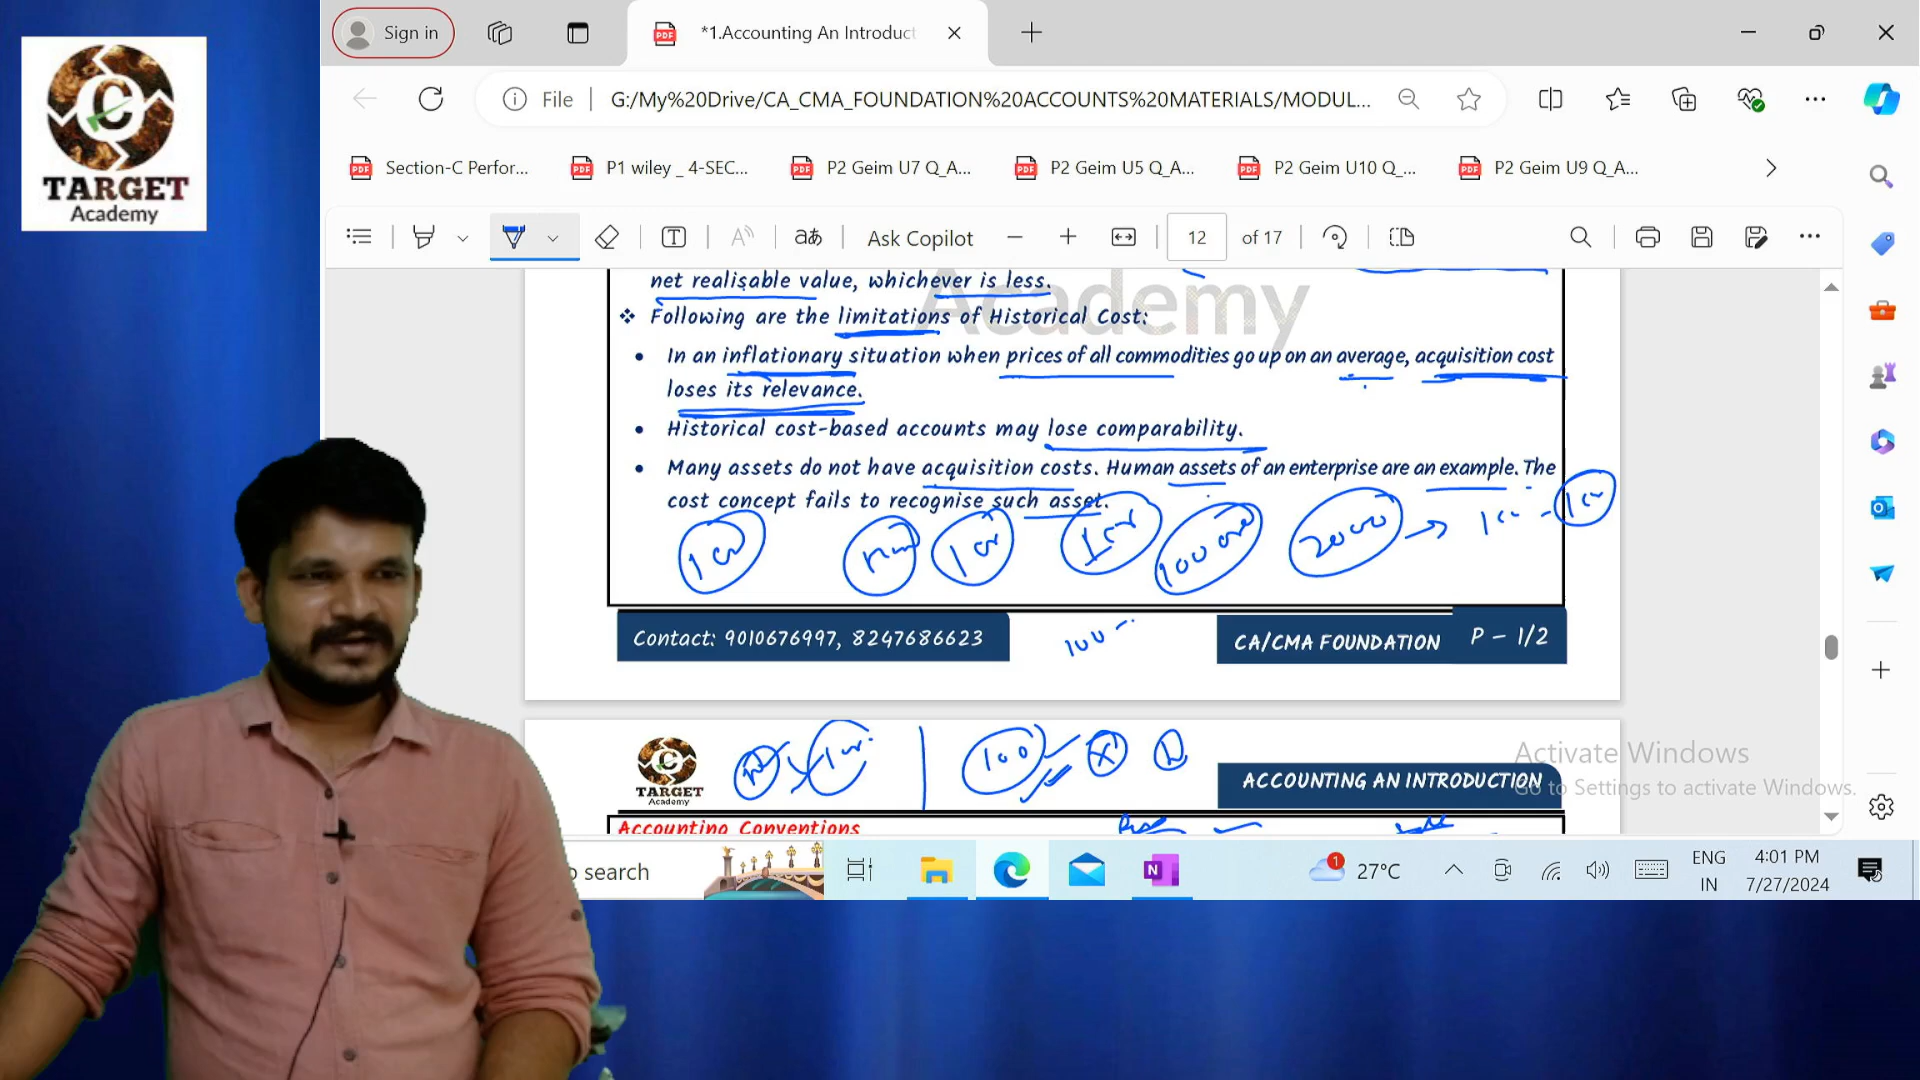 TARGET
Academy
Sign in
*1.Accounting An Introduct
File
G:/My%20Drive/CA_CMA_FOUNDATION%20ACCOUNTS%20MATERIALS/MODUL...
Section-C Perfor...
P1 wiley _ 4-SEC...
P2 Geim U7 Q_A...
P2 Geim U5 Q_A...
P2 Geim U10 Q_...
P2 Geim U9 Q_A...
Ask Copilot
12
of 17
Academy
net realisable value, whichever is less.
❖ Following are the limitations of Historical Cost:
• In an inflationary situation when prices of all commodities go up on an average, acquisition cost
loses its relevance.
• Historical cost-based accounts may lose comparability.
• Many assets do not have acquisition costs. Human assets of an enterprise are an example. The
cost concept fails to recognise such asset.
Contact: 9010676997, 8247686623
100
CA/CMA FOUNDATION
P – 1/2
TARGET
Academy
100
ACCOUNTING AN INTRODUCTION
Activate Windows
Go to Settings to activate Windows.
Accounting Conventions
search
1
27°C
ENG
IN
4:01 PM
7/27/2024